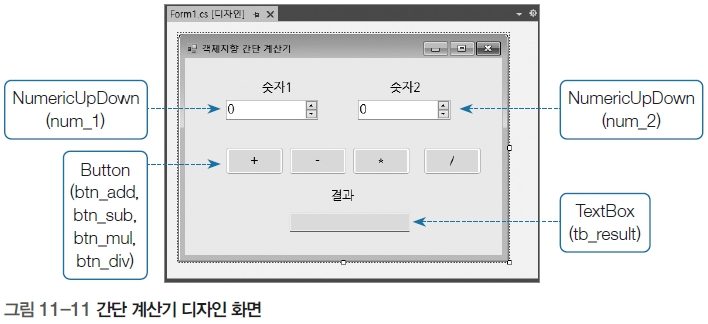 Form1.cs [디자인]
객체지향 간단 계산기
숫자1
숫자2
NumericUpDown
(num_1)
0
0
NumericUpDown
(num_2)
Button
(btn_add,
btn_sub,
btn_mul,
btn_div)
+
-
*
/
결과
TextBox
(tb_result)
그림 11-11 간단 계산기 디자인 화면